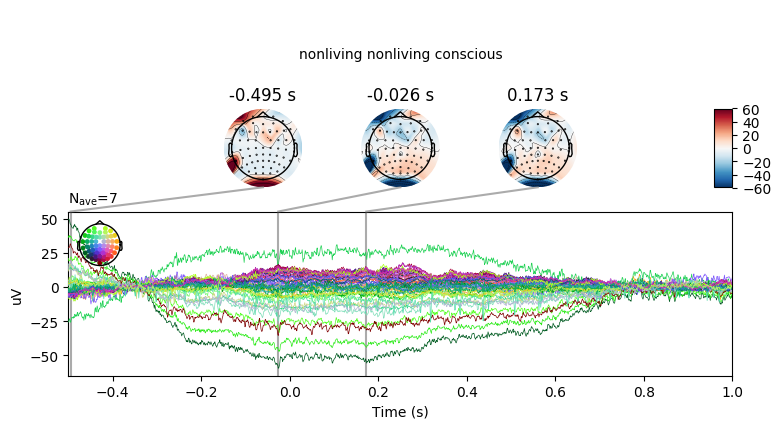 nonliving nonliving conscious
-0.495 s -0.026 s 0.173 s
60
40
20
0
−20
−40
−60
Nave=7
50
25
0
−25
−50
uV
−0.4 −0.2 0.0 0.2 0.4 0.6 0.8 1.0
Time (s)